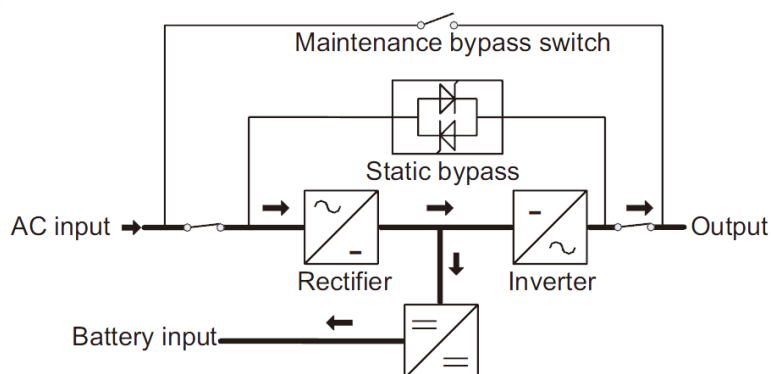 Maintenance bypass switch
Static bypass
AC input
Output
Rectifier
Inverter
Battery input